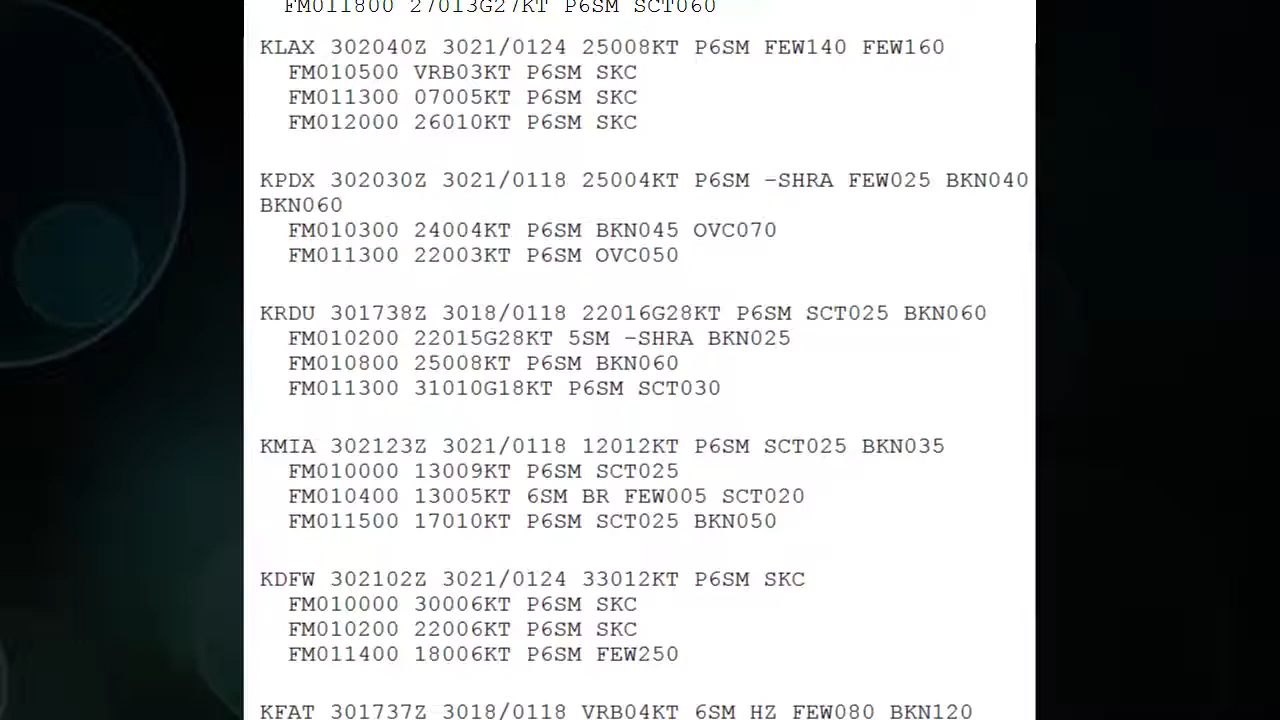 FM011800 27013G27KT P6SM SCT060
KLAX 302040Z 3021/0124 25008KT P6SM FEW140 FEW160
FM010500 VRB03KT P6SM SKC
FM011300 07005KT P6SM SKC
FM012000 26010KT P6SM SKC
KPDX 302030Z 3021/0118 25004KT P6SM -SHRA FEW025 BKN040
BKN060
FM010300 24004KT P6SM BKN045 OVC070
FM011300 22003KT P6SM OVC050
KRDU 301738Z 3018/0118 22016G28KT P6SM SCT025 BKN060
FM010200 22015G28KT 5SM -SHRA BKN025
FM010800 25008KT P6SM BKN060
FM011300 31010G18KT P6SM SCT030
KMIA 302123Z 3021/0118 12012KT P6SM SCT025 BKN035
FM010000 13009KT P6SM SCT025
FM010400 13005KT 6SM BR FEW005 SCT020
FM011500 17010KT P6SM SCT025 BKN050
KDFW 302102Z 3021/0124 33012KT P6SM SKC
FM010000 30006KT P6SM SKC
FM010200 22006KT P6SM SKC
FM011400 18006KT P6SM FEW250
KFAT 301737Z 3018/0118 VRB04KT 6SM HZ FEW080 BKN120